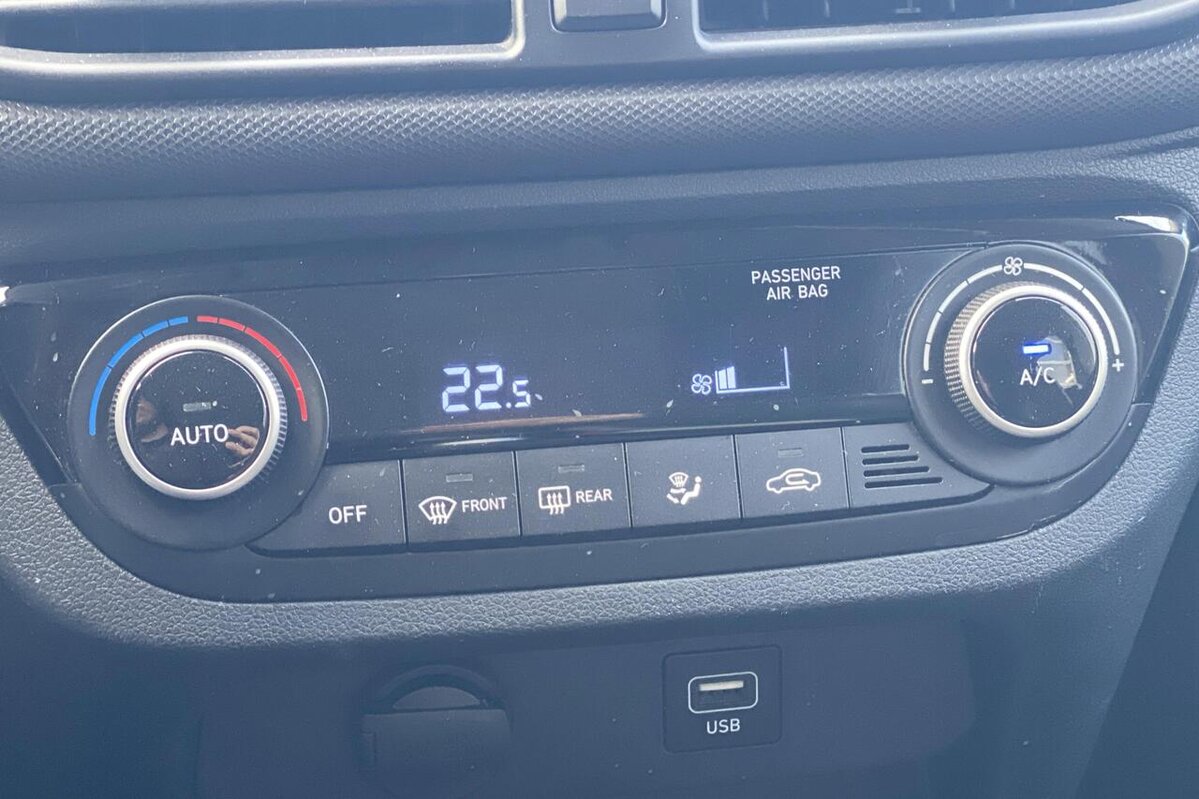 PASSENGER
AIR BAG
22.5
A/C
- +
AUTO
OFF
FRONT
REAR
USB